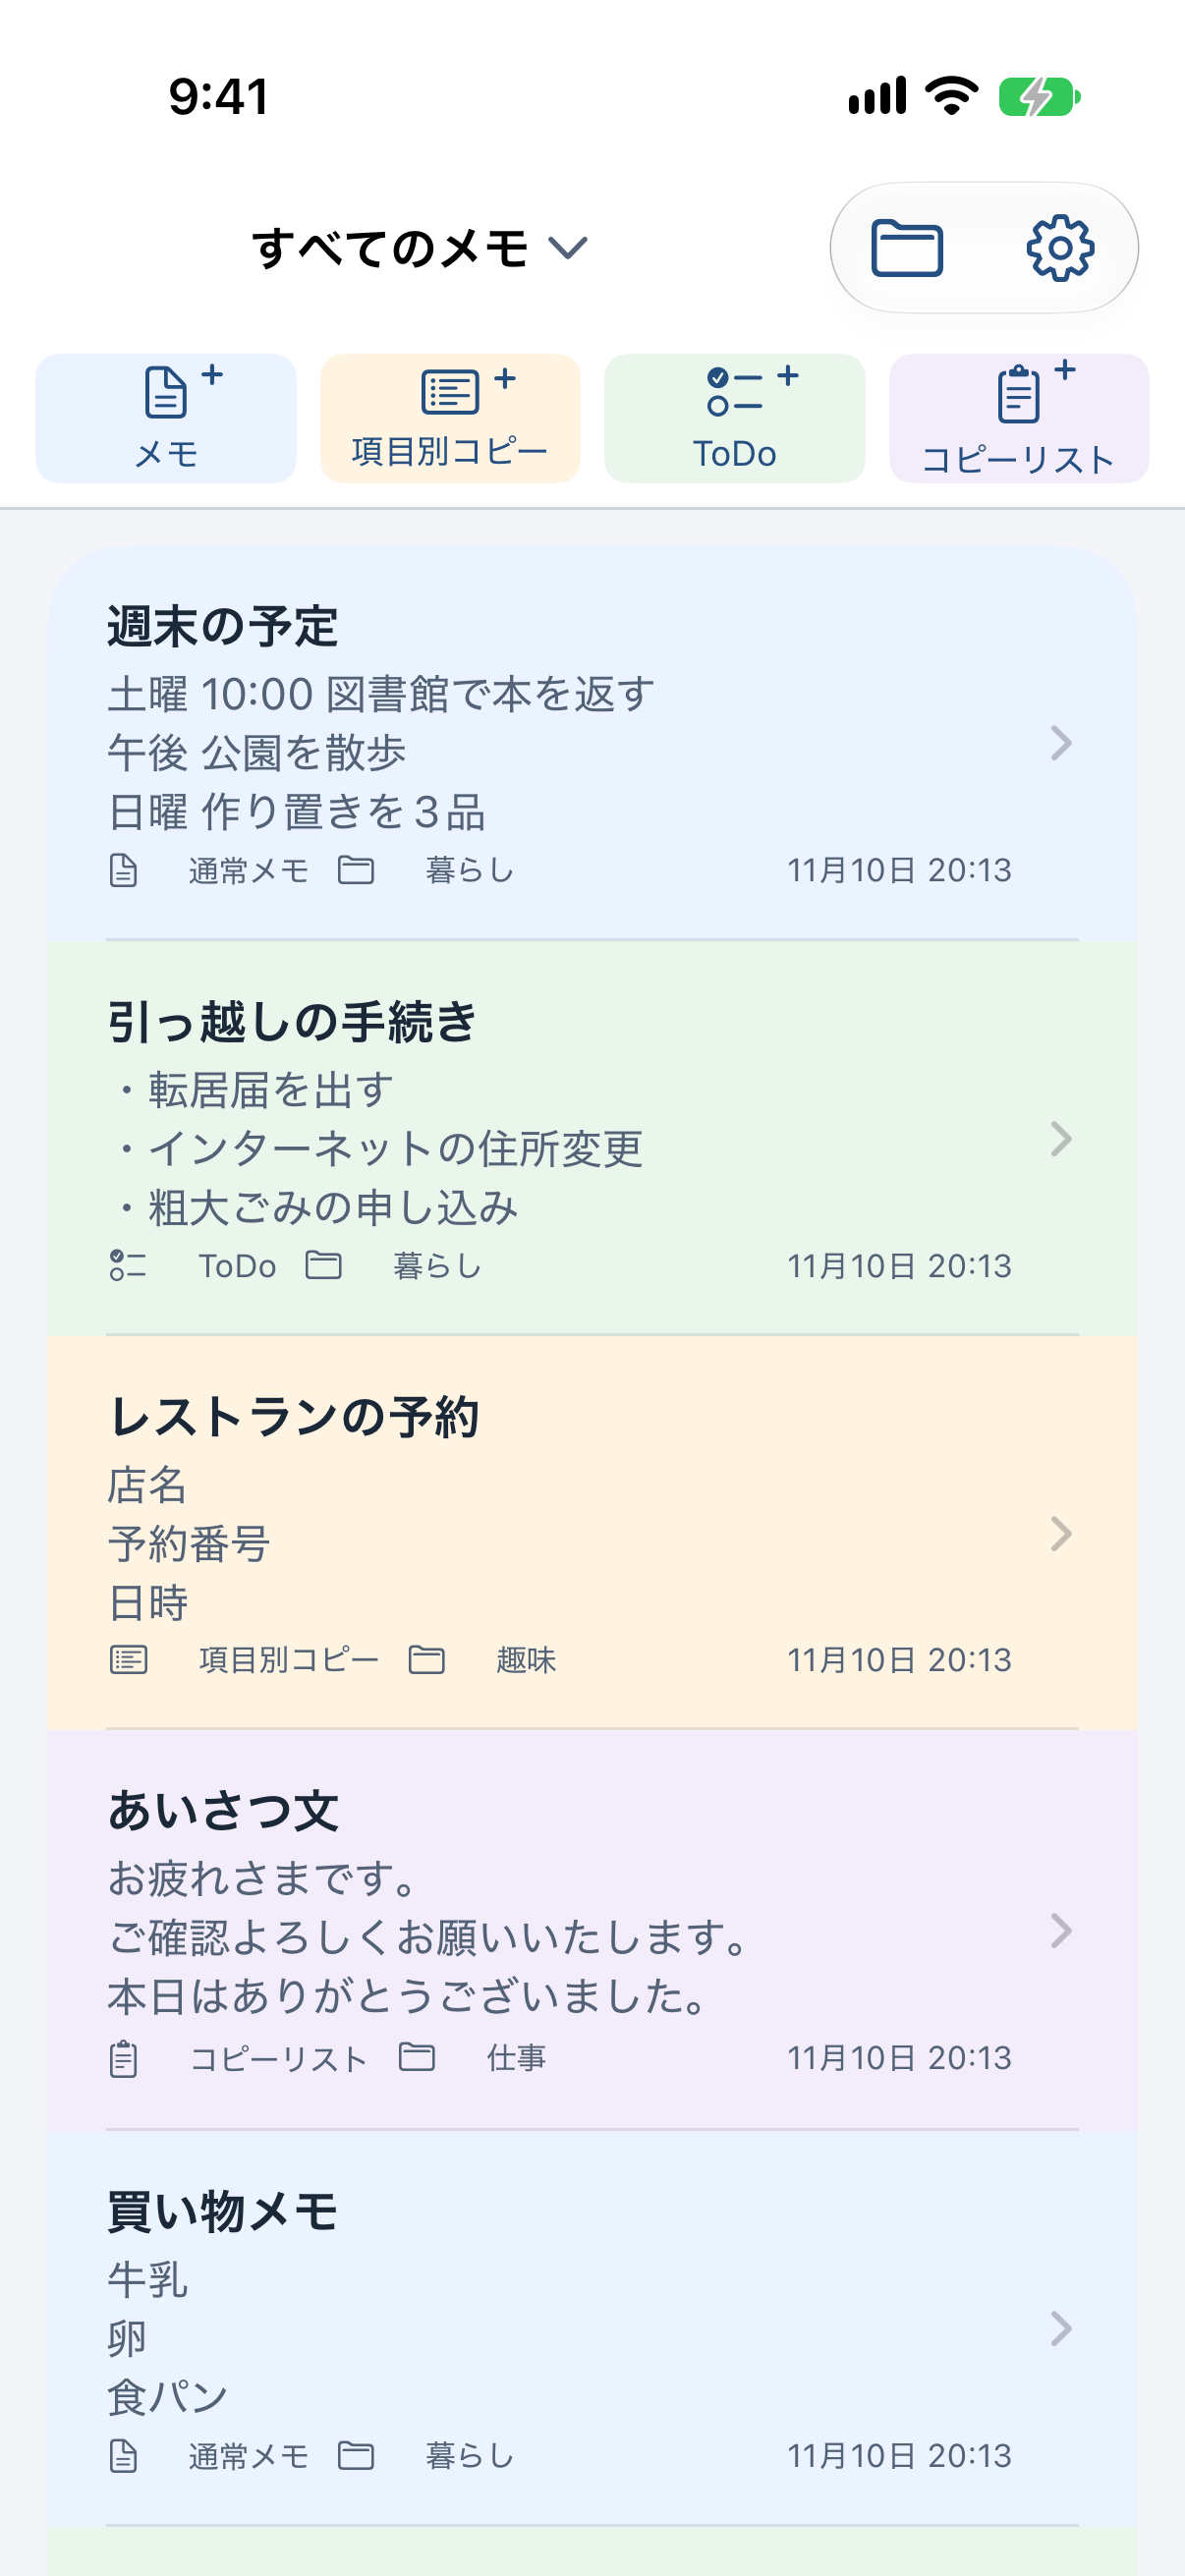 9:41
すべてのメモ
メモ
項目別コピー
ToDo
コピーリスト
週末の予定
土曜 10:00 図書館で本を返す
午後 公園を散歩
日曜 作り置きを3品
通常メモ 暮らし 11月10日 20:13
引っ越しの手続き
・転居届を出す
・インターネットの住所変更
・粗大ごみの申し込み
ToDo 暮らし 11月10日 20:13
レストランの予約
店名
予約番号
日時
項目別コピー 趣味 11月10日 20:13
あいさつ文
お疲れさまです。
ご確認よろしくお願いいたします。
本日はありがとうございました。
コピーリスト 仕事 11月10日 20:13
買い物メモ
牛乳
卵
食パン
通常メモ 暮らし 11月10日 20:13